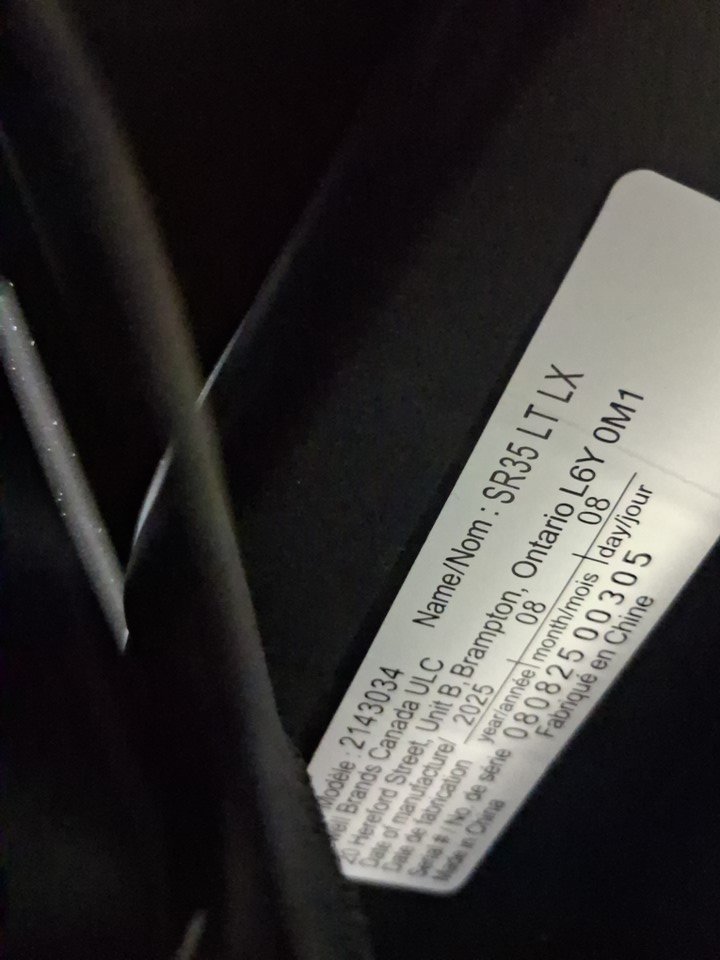 Modèle : 2143034 Name/Nom : SR35 LT LX
Brands Canada ULC
20 Hereford Street, Unit B, Brampton, Ontario L6Y 0M1
Date of manufacture/ 2025 08 08
Date de fabrication year/année month/mois day/jour
Serial # / No. de série 08082500305
Made in China Fabriqué en Chine